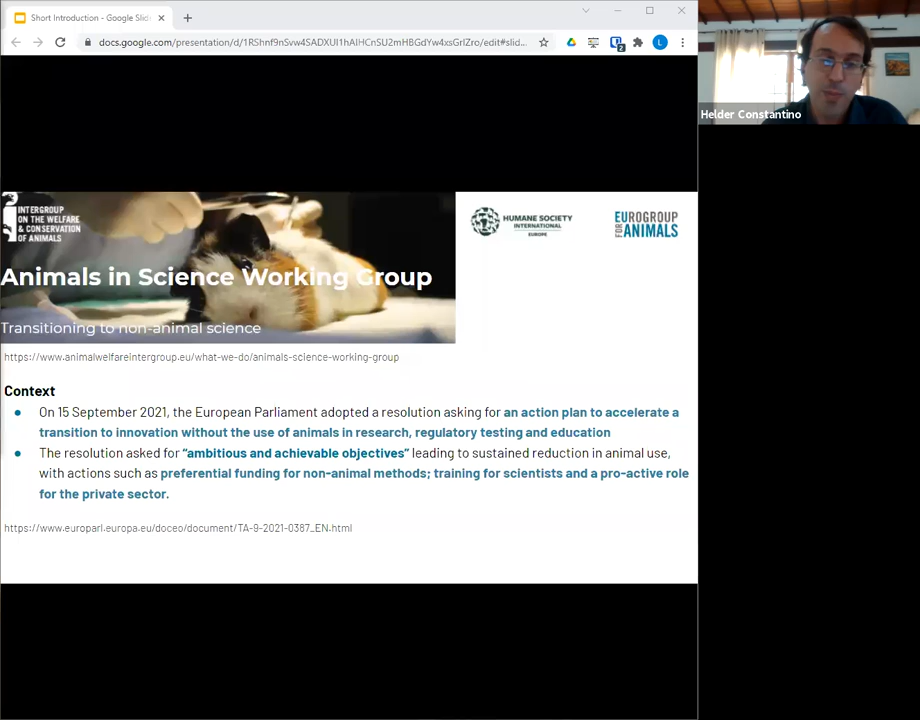 Short Introduction - Google Slid
docs.google.com/presentation/d/1RShnf9nSvw4SADXUI1hAIHCnSU2mHBGdYw4xsGrIZro/edit#slid...
2
L
Helder Constantino
INTERGROUP
ON THE WELFARE
& CONSERVATION
OF ANIMALS
HUMANE SOCIETY
INTERNATIONAL
EUROPE
EUROGROUP
FOR ANIMALS
Animals in Science Working Group
Transitioning to non-animal science
https://www.animalwelfareintergroup.eu/what-we-do/animals-science-working-group
Context
● On 15 September 2021, the European Parliament adopted a resolution asking for an action plan to accelerate a
transition to innovation without the use of animals in research, regulatory testing and education
● The resolution asked for “ambitious and achievable objectives” leading to sustained reduction in animal use,
with actions such as preferential funding for non-animal methods; training for scientists and a pro-active role
for the private sector.
https://www.europarl.europa.eu/doceo/document/TA-9-2021-0387_EN.html